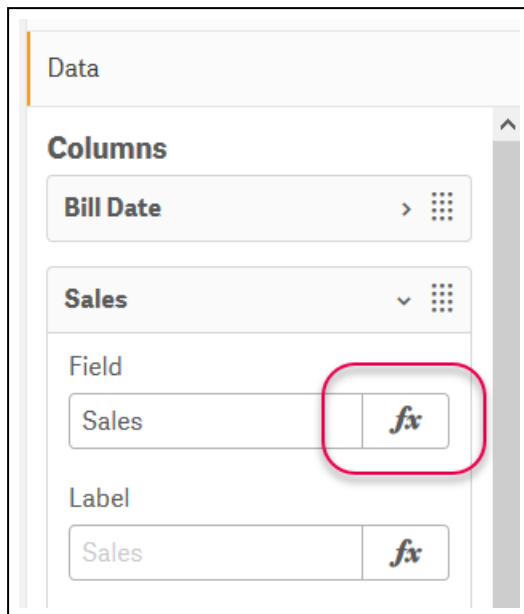 Data
Columns
Bill Date
Sales
Field
Sales fx
Label
Sales fx